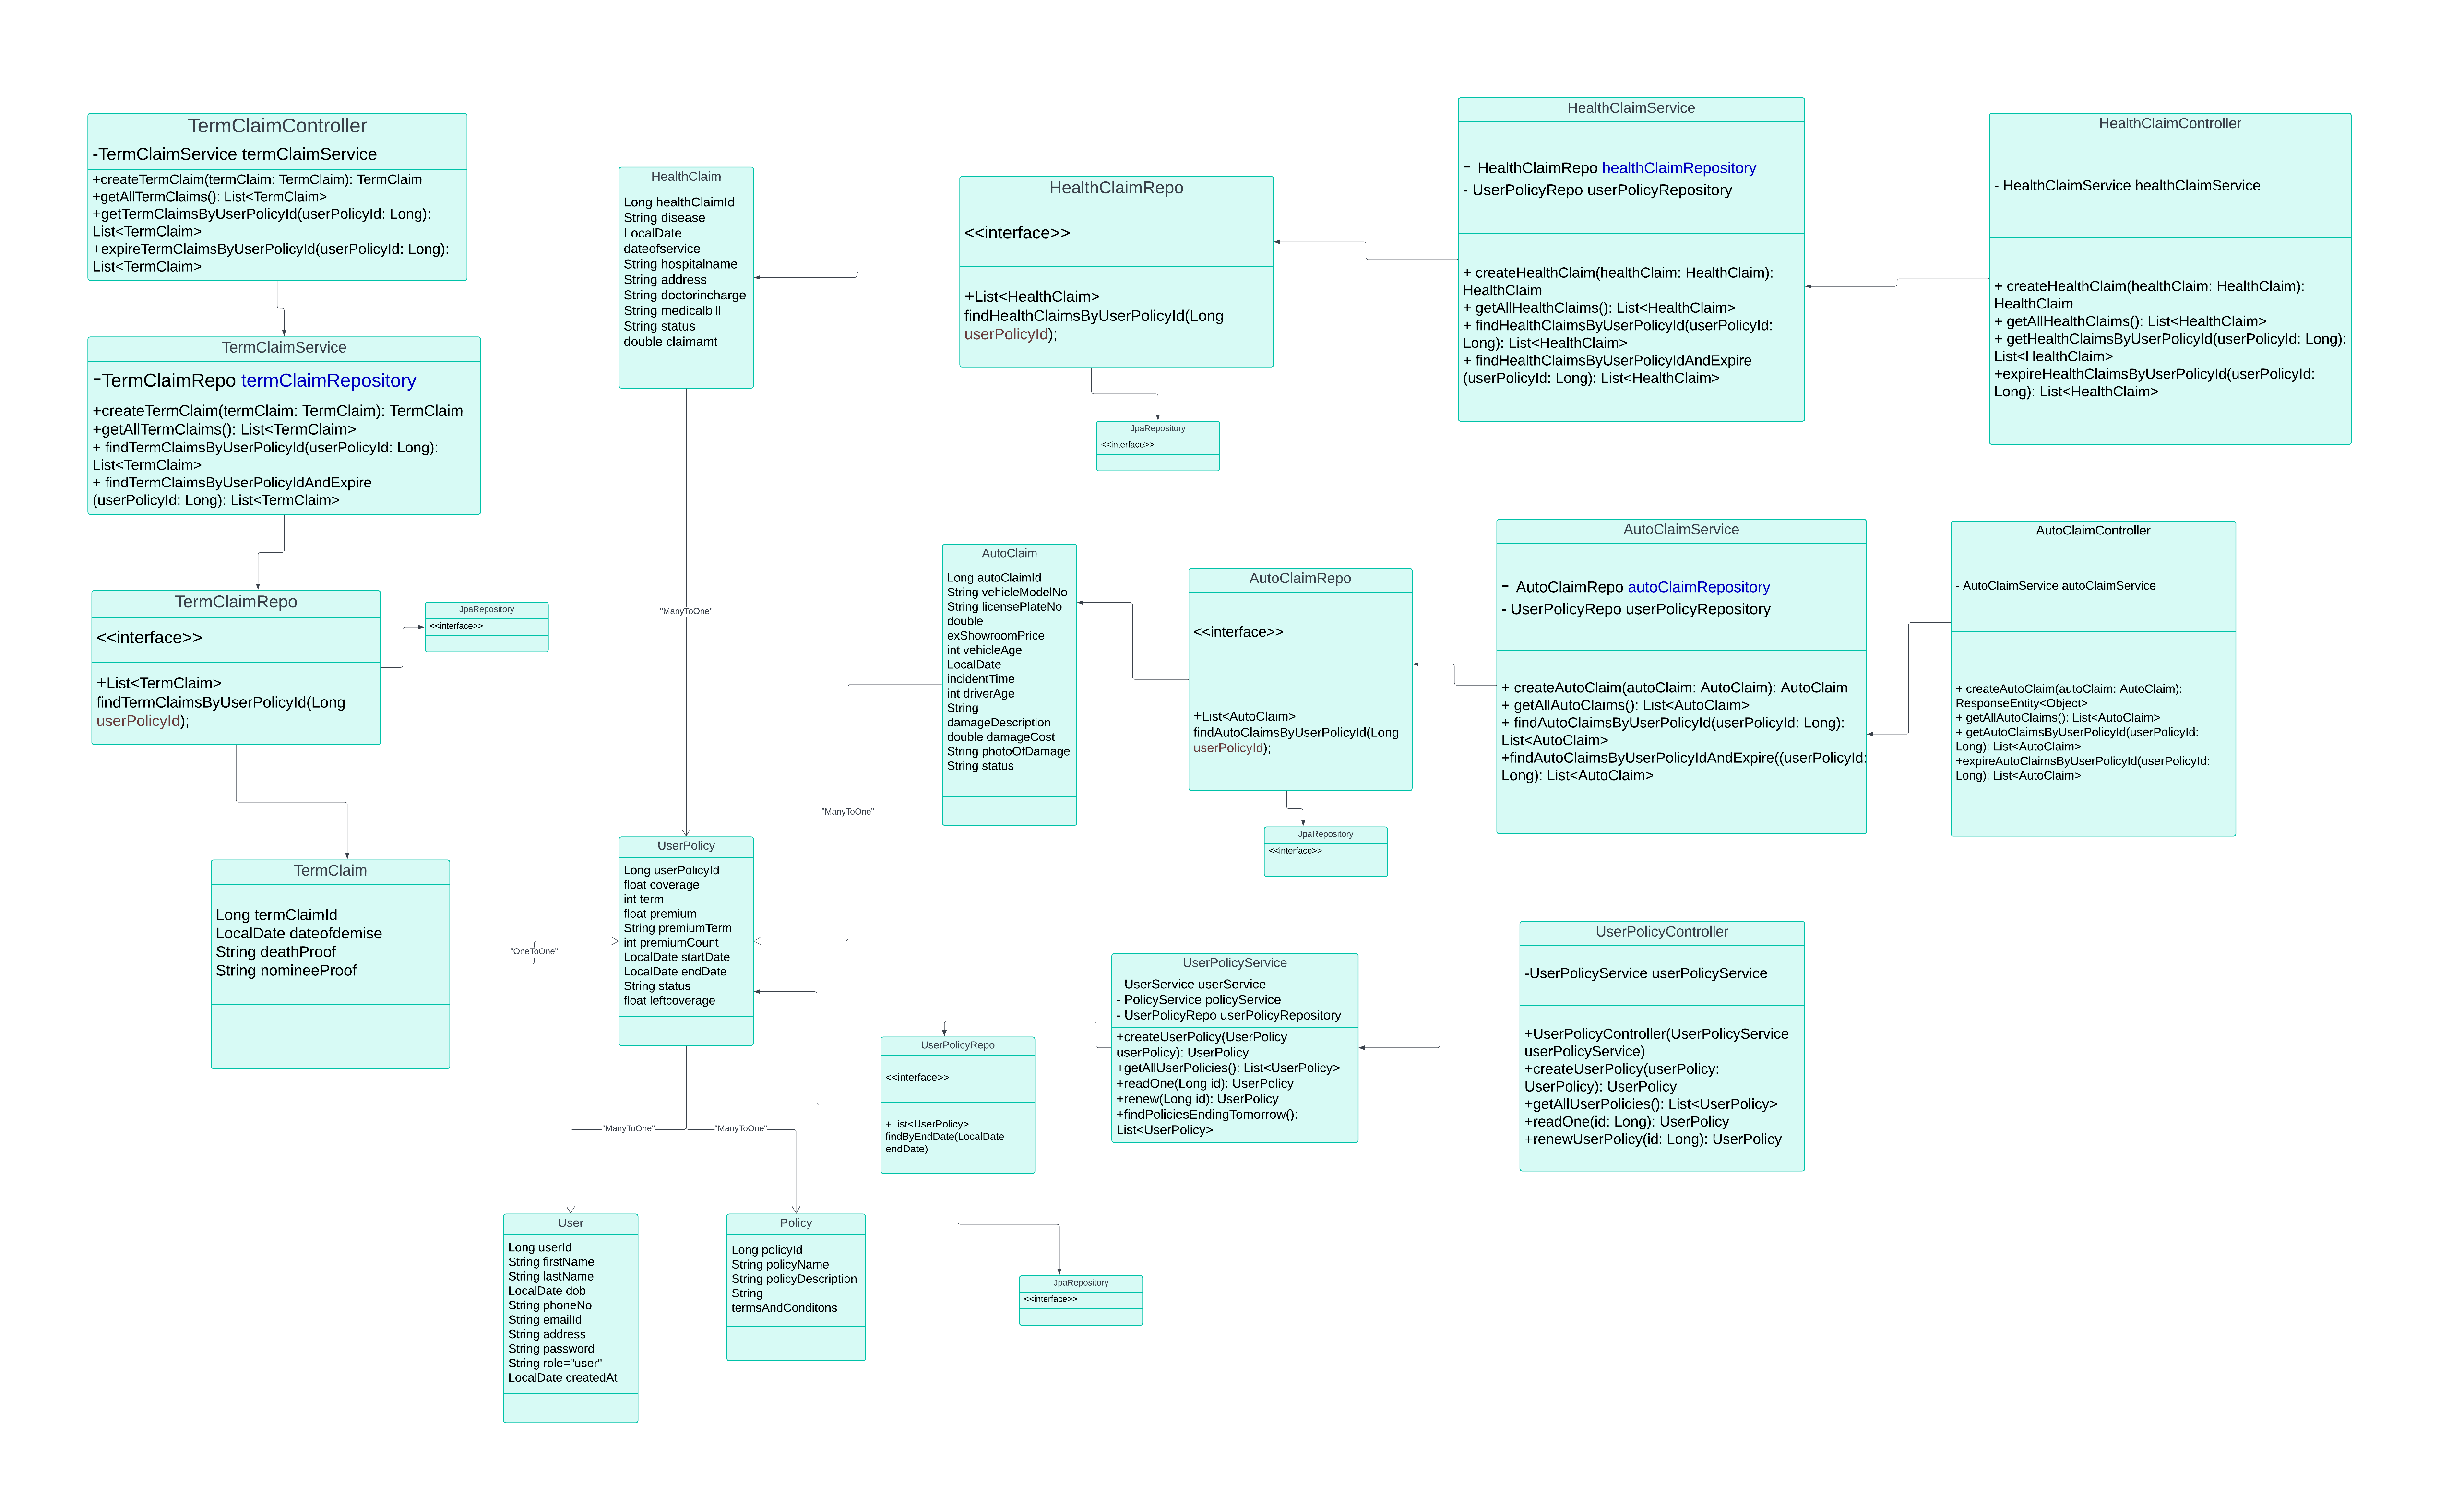 TermClaimController
-TermClaimService termClaimService
+createTermClaim(termClaim: TermClaim): TermClaim
+getAllTermClaims(): List<TermClaim>
+getTermClaimsByUserPolicyId(userPolicyId: Long):
List<TermClaim>
+expireTermClaimsByUserPolicyId(userPolicyId: Long):
List<TermClaim>
TermClaimService
-TermClaimRepo termClaimRepository
+createTermClaim(termClaim: TermClaim): TermClaim
+getAllTermClaims(): List<TermClaim>
+ findTermClaimsByUserPolicyId(userPolicyId: Long):
List<TermClaim>
+ findTermClaimsByUserPolicyIdAndExpire
(userPolicyId: Long): List<TermClaim>
TermClaimRepo
<<interface>>
+List<TermClaim>
findTermClaimsByUserPolicyId(Long
userPolicyId);
JpaRepository
<<interface>>
TermClaim
Long termClaimId
LocalDate dateofdemise
String deathProof
String nomineeProof
"OneToOne"
HealthClaim
Long healthClaimId
String disease
LocalDate
dateofservice
String hospitalname
String address
String doctorincharge
String medicalbill
String status
double claimamt
"ManyToOne"
HealthClaimRepo
<<interface>>
+List<HealthClaim>
findHealthClaimsByUserPolicyId(Long
userPolicyId);
JpaRepository
<<interface>>
HealthClaimService
- HealthClaimRepo healthClaimRepository
- UserPolicyRepo userPolicyRepository
+ createHealthClaim(healthClaim: HealthClaim):
HealthClaim
+ getAllHealthClaims(): List<HealthClaim>
+ findHealthClaimsByUserPolicyId(userPolicyId:
Long): List<HealthClaim>
+ findHealthClaimsByUserPolicyIdAndExpire
(userPolicyId: Long): List<HealthClaim>
HealthClaimController
- HealthClaimService healthClaimService
+ createHealthClaim(healthClaim: HealthClaim):
HealthClaim
+ getAllHealthClaims(): List<HealthClaim>
+ getHealthClaimsByUserPolicyId(userPolicyId: Long):
List<HealthClaim>
+expireHealthClaimsByUserPolicyId(userPolicyId:
Long): List<HealthClaim>
AutoClaim
Long autoClaimId
String vehicleModelNo
String licensePlateNo
double
exShowroomPrice
int vehicleAge
LocalDate
incidentTime
int driverAge
String
damageDescription
double damageCost
String photoOfDamage
String status
"ManyToOne"
AutoClaimRepo
<<interface>>
+List<AutoClaim>
findAutoClaimsByUserPolicyId(Long
userPolicyId);
JpaRepository
<<interface>>
AutoClaimService
- AutoClaimRepo autoClaimRepository
- UserPolicyRepo userPolicyRepository
+ createAutoClaim(autoClaim: AutoClaim): AutoClaim
+ getAllAutoClaims(): List<AutoClaim>
+ findAutoClaimsByUserPolicyId(userPolicyId: Long):
List<AutoClaim>
+findAutoClaimsByUserPolicyIdAndExpire((userPolicyId:
Long): List<AutoClaim>
AutoClaimController
- AutoClaimService autoClaimService
+ createAutoClaim(autoClaim: AutoClaim):
ResponseEntity<Object>
+ getAllAutoClaims(): List<AutoClaim>
+ getAutoClaimsByUserPolicyId(userPolicyId:
Long): List<AutoClaim>
+expireAutoClaimsByUserPolicyId(userPolicyId:
Long): List<AutoClaim>
UserPolicy
Long userPolicyId
float coverage
int term
float premium
String premiumTerm
int premiumCount
LocalDate startDate
LocalDate endDate
String status
float leftcoverage
"ManyToOne"
"ManyToOne"
UserPolicyRepo
<<interface>>
+List<UserPolicy>
findByEndDate(LocalDate
endDate)
JpaRepository
<<interface>>
UserPolicyService
- UserService userService
- PolicyService policyService
- UserPolicyRepo userPolicyRepository
+createUserPolicy(UserPolicy
userPolicy): UserPolicy
+getAllUserPolicies(): List<UserPolicy>
+readOne(Long id): UserPolicy
+renew(Long id): UserPolicy
+findPoliciesEndingTomorrow():
List<UserPolicy>
UserPolicyController
-UserPolicyService userPolicyService
+UserPolicyController(UserPolicyService
userPolicyService)
+createUserPolicy(userPolicy:
UserPolicy): UserPolicy
+getAllUserPolicies(): List<UserPolicy>
+readOne(id: Long): UserPolicy
+renewUserPolicy(id: Long): UserPolicy
User
Long userId
String firstName
String lastName
LocalDate dob
String phoneNo
String emailId
String address
String password
String role="user"
LocalDate createdAt
Policy
Long policyId
String policyName
String policyDescription
String
termsAndConditons